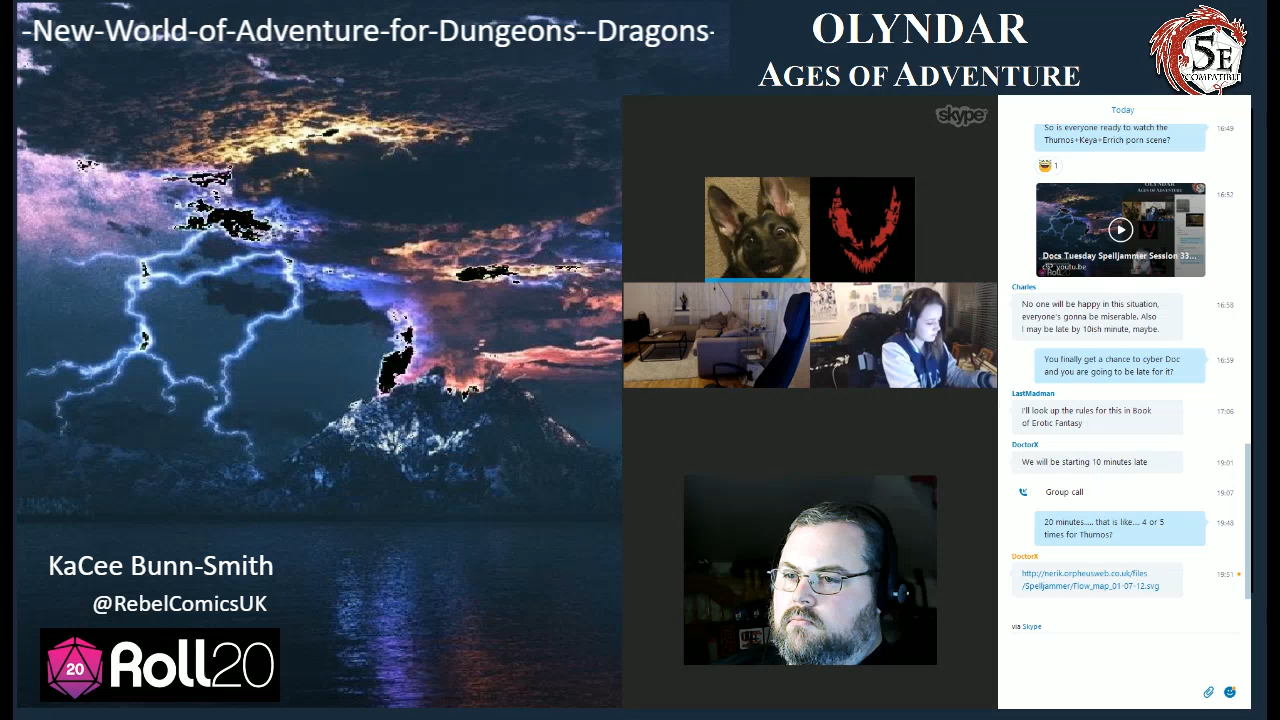 -New-World-of-Adventure-for-Dungeons--Dragons-
OLYNDAR
AGES OF ADVENTURE
5E
COMPATIBLE
skype
Today
So is everyone ready to watch the
Thurnos+Keya+Errich porn scene?
16:49
1
16:52
OLYNDAR
AGES OF ADVENTURE
Docs Tuesday Spelljammer Session 33...
youtu.be
Charles
No one will be happy in this situation,
everyone's gonna be miserable. Also
I may be late by 10ish minute, maybe.
16:58
You finally get a chance to cyber Doc
and you are going to be late for it?
16:59
LastMadman
I'll look up the rules for this in Book
of Erotic Fantasy
17:06
DoctorX
We will be starting 10 minutes late
19:01
Group call
19:07
20 minutes..... that is like.... 4 or 5
times for Thurnos?
19:48
DoctorX
http://nerik.orpheusweb.co.uk/files
/Spelljammer/Flow_map_01-07-12.svg
19:51
via Skype
KaCee Bunn-Smith
@RebelComicsUK
20
Roll20